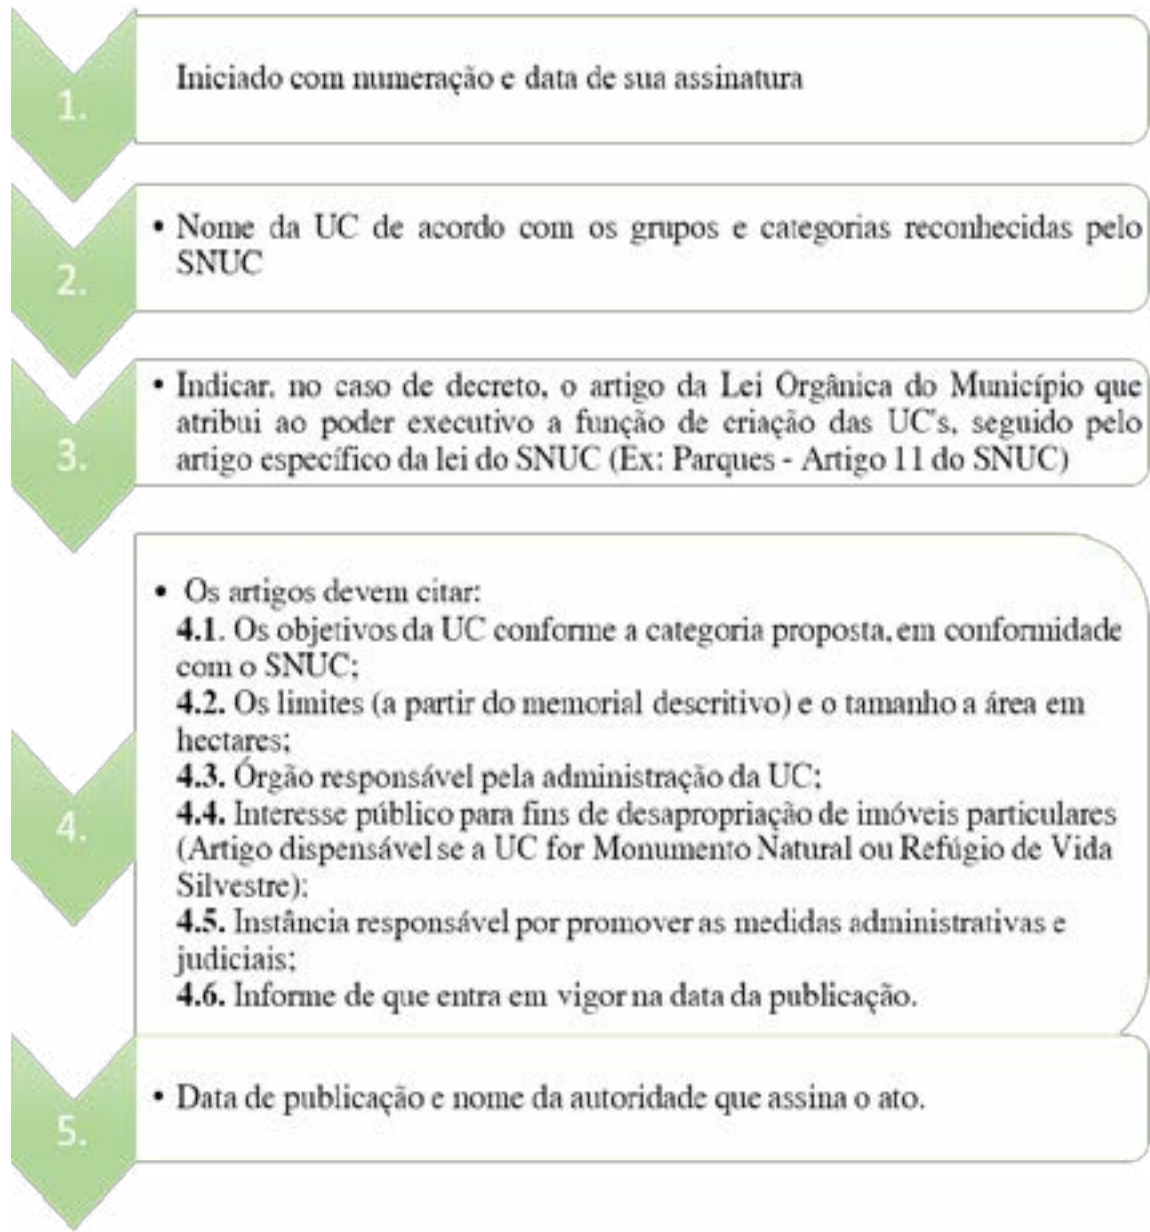 1.
Iniciado com numeração e data de sua assinatura
2.
• Nome da UC de acordo com os grupos e categorias reconhecidas pelo
SNUC
3.
• Indicar, no caso de decreto, o artigo da Lei Orgânica do Município que
atribui ao poder executivo a função de criação das UC's, seguido pelo
artigo específico da lei do SNUC (Ex: Parques - Artigo 11 do SNUC)
4.
• Os artigos devem citar:
4.1. Os objetivos da UC conforme a categoria proposta, em conformidade
com o SNUC;
4.2. Os limites (a partir do memorial descritivo) e o tamanho a área em
hectares;
4.3. Órgão responsável pela administração da UC;
4.4. Interesse público para fins de desapropriação de imóveis particulares
(Artigo dispensável se a UC for Monumento Natural ou Refúgio de Vida
Silvestre);
4.5. Instância responsável por promover as medidas administrativas e
judiciais;
4.6. Informe de que entra em vigor na data da publicação.
5.
• Data de publicação e nome da autoridade que assina o ato.